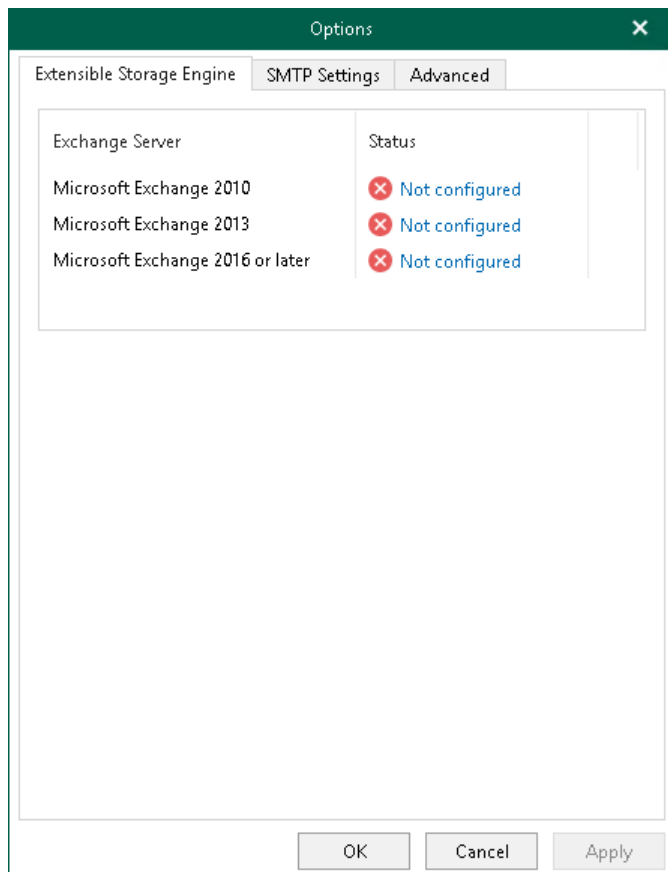 Options
Extensible Storage Engine SMTP Settings Advanced
Exchange Server Status
Microsoft Exchange 2010 Not configured
Microsoft Exchange 2013 Not configured
Microsoft Exchange 2016 or later Not configured
OK Cancel Apply